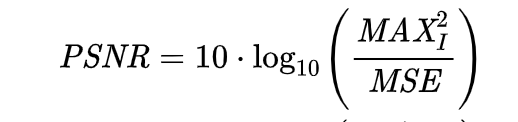 PSNR = 10 · log₁₀ (MAX_I² / MSE)